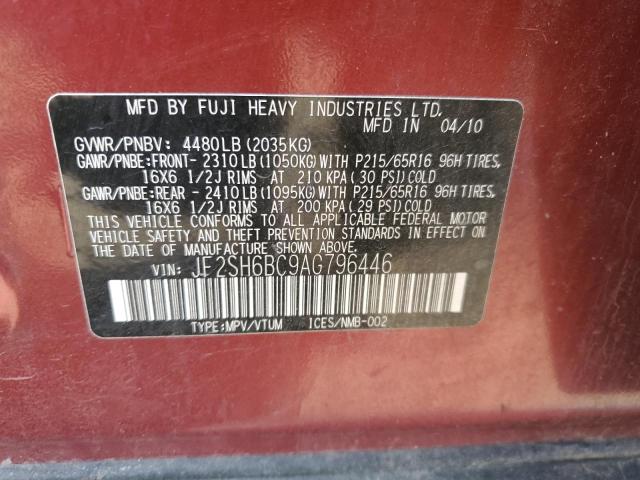 MFD BY FUJI HEAVY INDUSTRIES LTD.
MFD IN 04/10
GVWR/PNBV: 4480LB(2035KG)
GAWR/PNBE:FRONT- 2310LB(1050KG)WITH P215/65R16 96H TIRES,
16X6 1/2J RIMS AT 210 KPA( 30 PSI)COLD
GAWR/PNBE:REAR - 2410LB(1095KG)WITH P215/65R16 96H TIRES,
16X6 1/2J RIMS AT 200 KPA(29 PSI)COLD
THIS VEHICLE CONFORMS TO ALL APPLICABLE FEDERAL MOTOR
VEHICLE SAFETY AND THEFT PREVENTION STANDARDS IN EFFECT
ON THE DATE OF MANUFACTURE SHOWN ABOVE.
VIN: JF2SH6BC9AG796446
TYPE:MPV/VTUM ICES/NMB-002